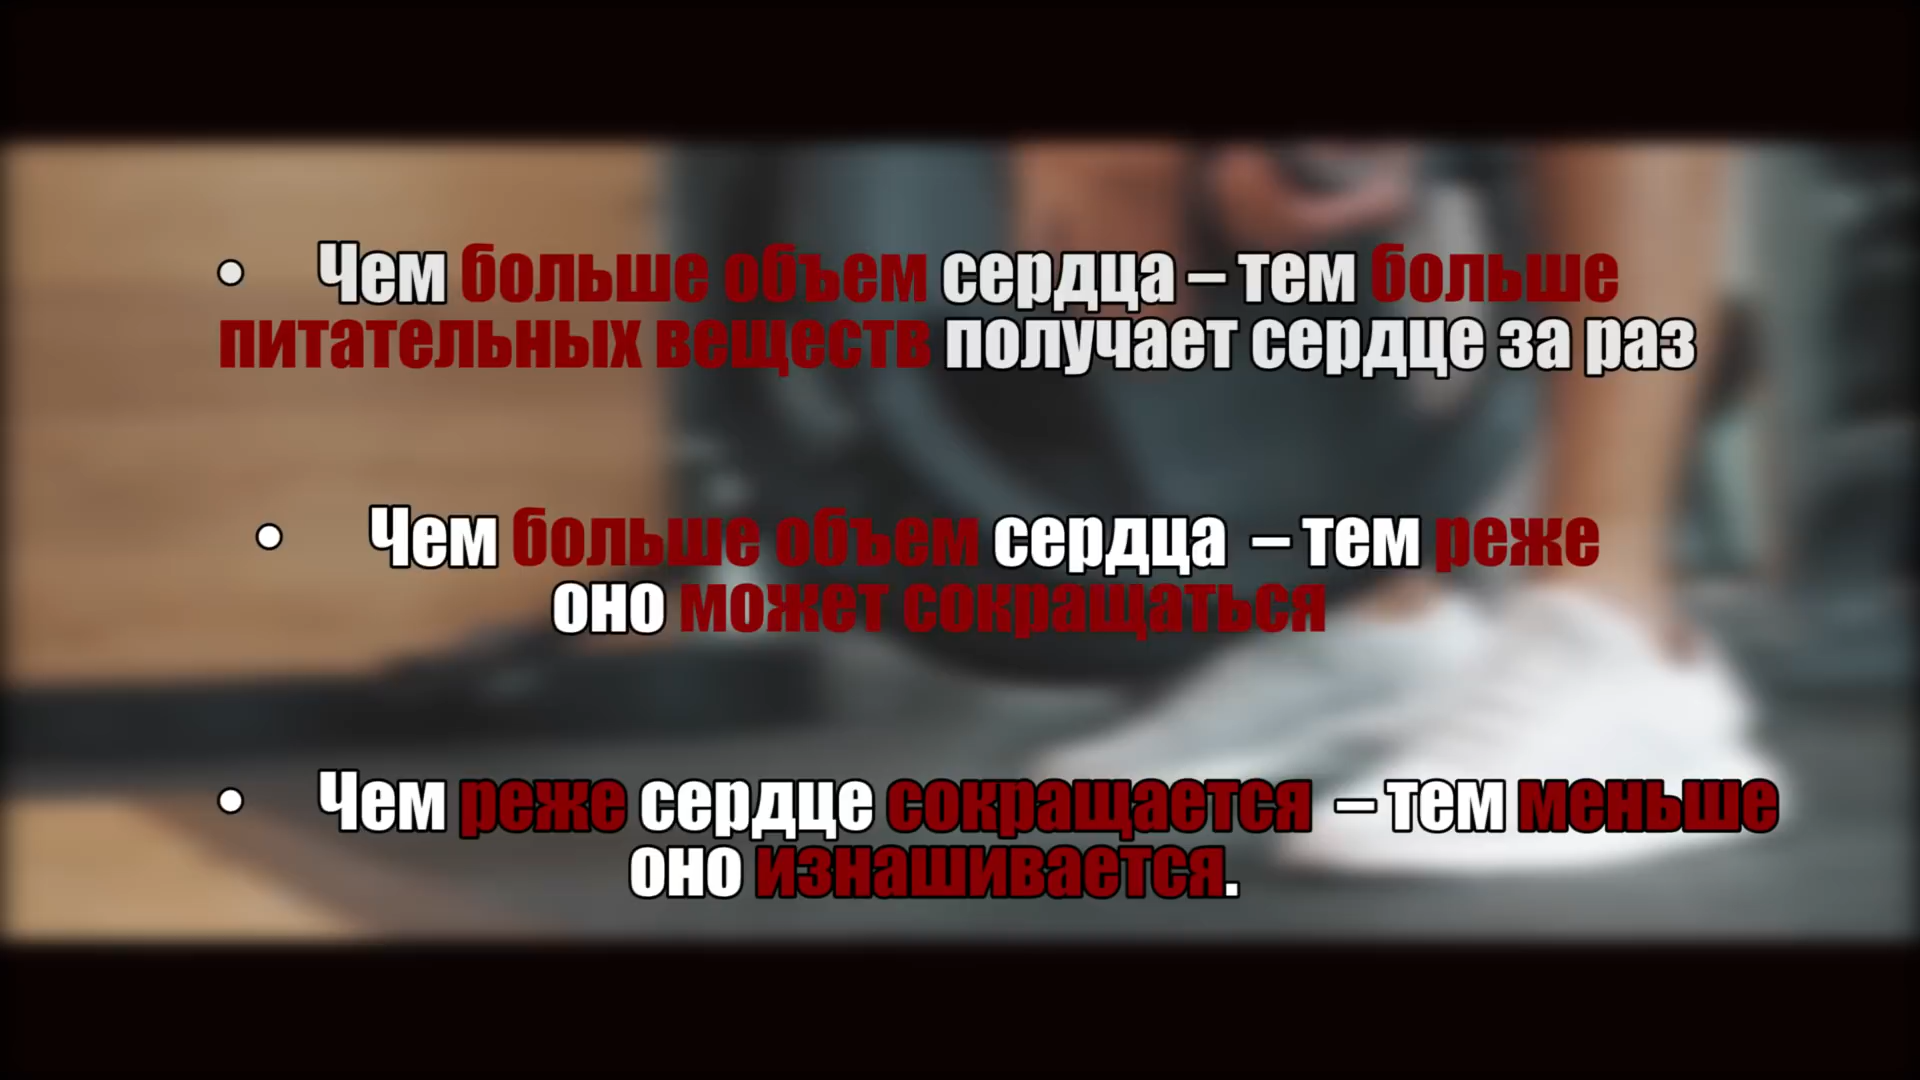 • Чем больше объем сердца – тем больше
питательных веществ получает сердце за раз
• Чем больше объем сердца – тем реже
оно может сокращаться
• Чем реже сердце сокращается – тем меньше
оно изнашивается.